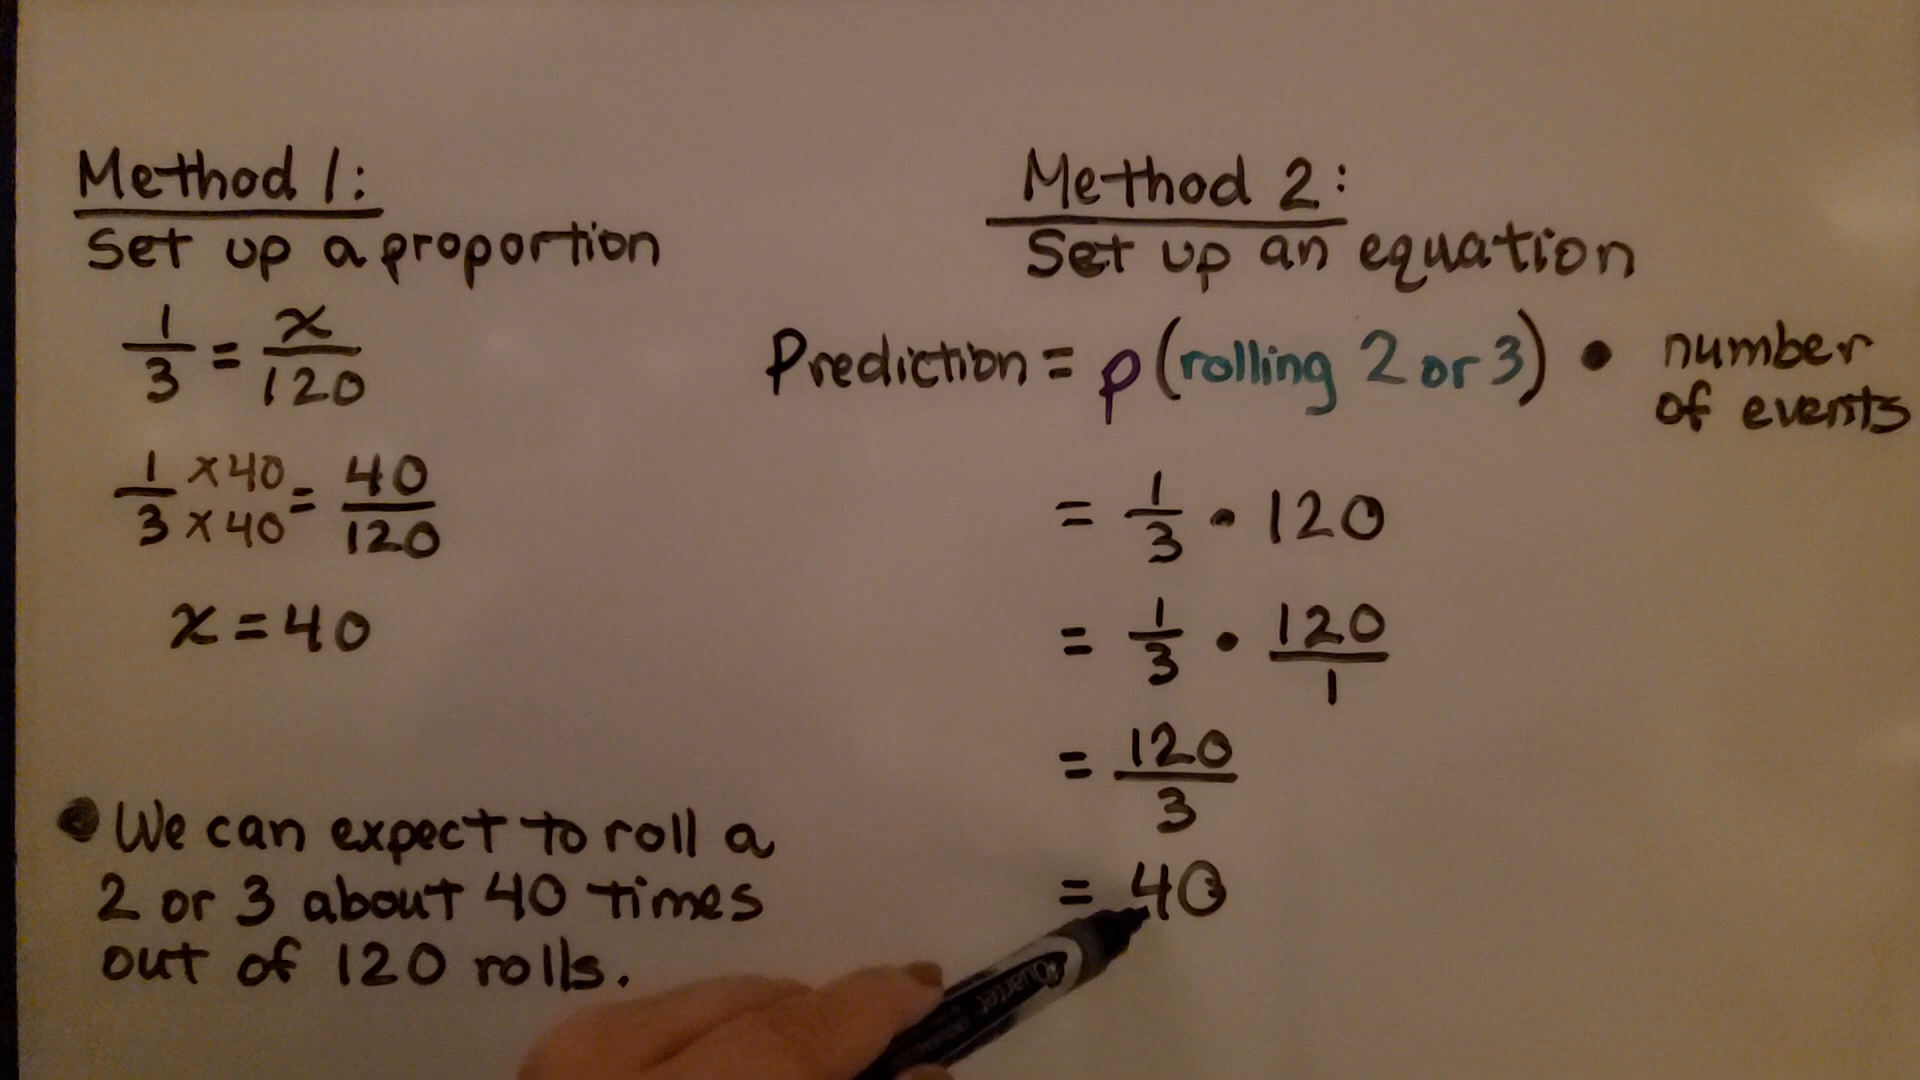 Method 1:
Set up a proportion
1/3 = x/120
1/3 ×40 ×40 = 40/120
x = 40
• We can expect to roll a
2 or 3 about 40 times
out of 120 rolls.
Method 2:
Set up an equation
Prediction = p(rolling 2 or 3) • number
of events
= 1/3 • 120
= 1/3 • 120/1
= 120/3
= 40
Quartet